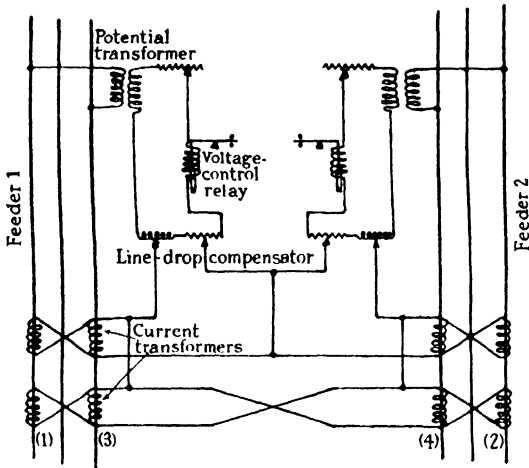 Potential
transformer
Voltage-
control
relay
Feeder 1
Feeder 2
Line-drop compensator
Current
transformers
(1)
(3)
(4)
(2)